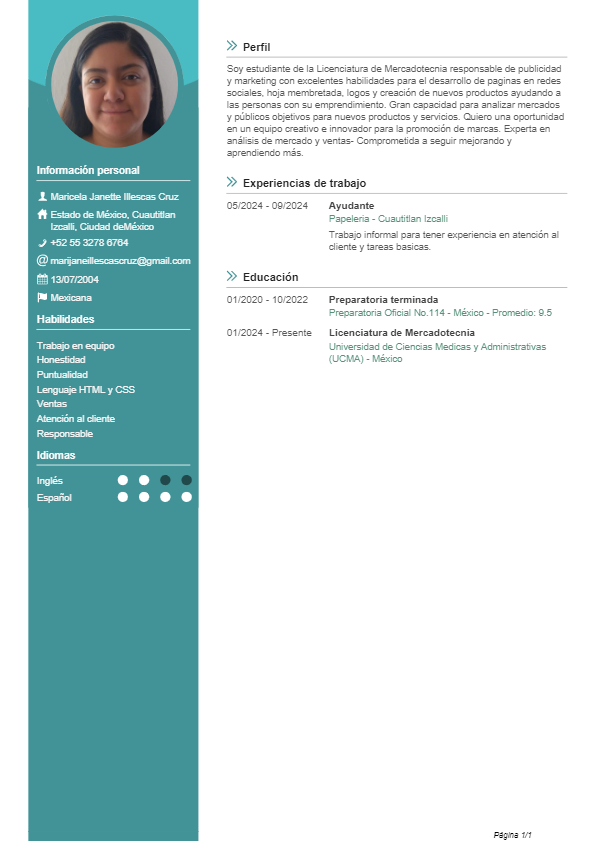 Información personal
Maricela Janette Illescas Cruz
Estado de México, Cuautitlan
Izcalli, Ciudad deMéxico
+52 55 3278 6764
marijaneillescascruz@gmail.com
13/07/2004
Mexicana
Habilidades
Trabajo en equipo
Honestidad
Puntualidad
Lenguaje HTML y CSS
Ventas
Atención al cliente
Responsable
Idiomas
Inglés
Español
Perfil
Soy estudiante de la Licenciatura de Mercadotecnia responsable de publicidad
y marketing con excelentes habilidades para el desarrollo de paginas en redes
sociales, hoja membretada, logos y creación de nuevos productos ayudando a
las personas con su emprendimiento. Gran capacidad para analizar mercados
y públicos objetivos para nuevos productos y servicios. Quiero una oportunidad
en un equipo creativo e innovador para la promoción de marcas. Experta en
análisis de mercado y ventas- Comprometida a seguir mejorando y
aprendiendo más.
Experiencias de trabajo
05/2024 - 09/2024 Ayudante
Papeleria - Cuautitlan Izcalli
Trabajo informal para tener experiencia en atención al
cliente y tareas basicas.
Educación
01/2020 - 10/2022 Preparatoria terminada
Preparatoria Oficial No.114 - México - Promedio: 9.5
01/2024 - Presente Licenciatura de Mercadotecnia
Universidad de Ciencias Medicas y Administrativas
(UCMA) - México
Página 1/1